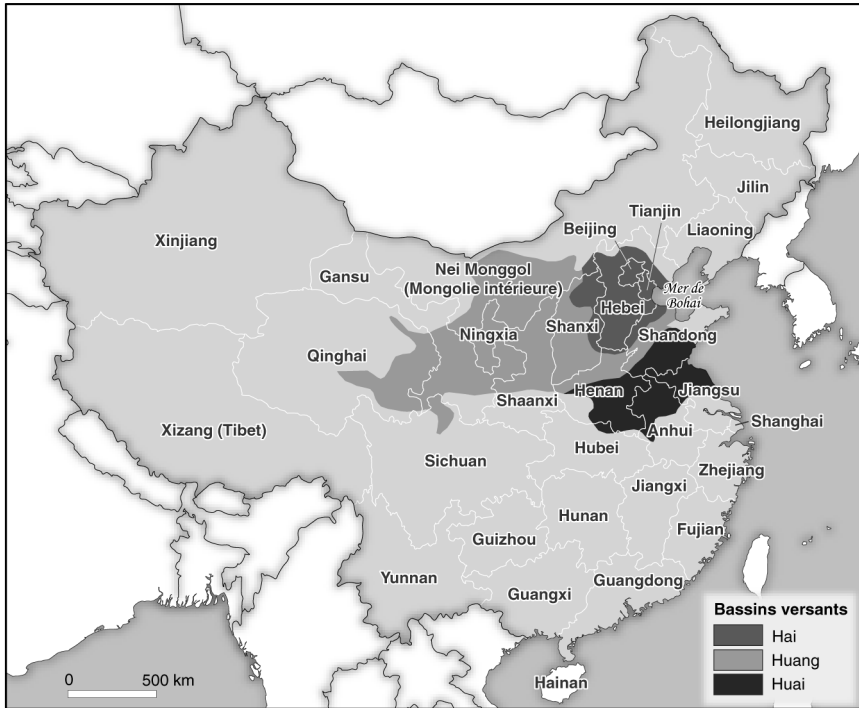 Heilongjiang
Jilin
Tianjin
Liaoning
Beijing
Xinjiang
Gansu
Nei Monggol
(Mongolie intérieure)
Mer de
Bohai
Hebei
Ningxia
Shanxi
Shandong
Qinghai
Henan
Jiangsu
Shaanxi
Shanghai
Xizang (Tibet)
Anhui
Hubei
Sichuan
Zhejiang
Jiangxi
Hunan
Fujian
Guizhou
Yunnan
Guangdong
Guangxi
Hainan
Bassins versants
Hai
Huang
Huai
0 500 km